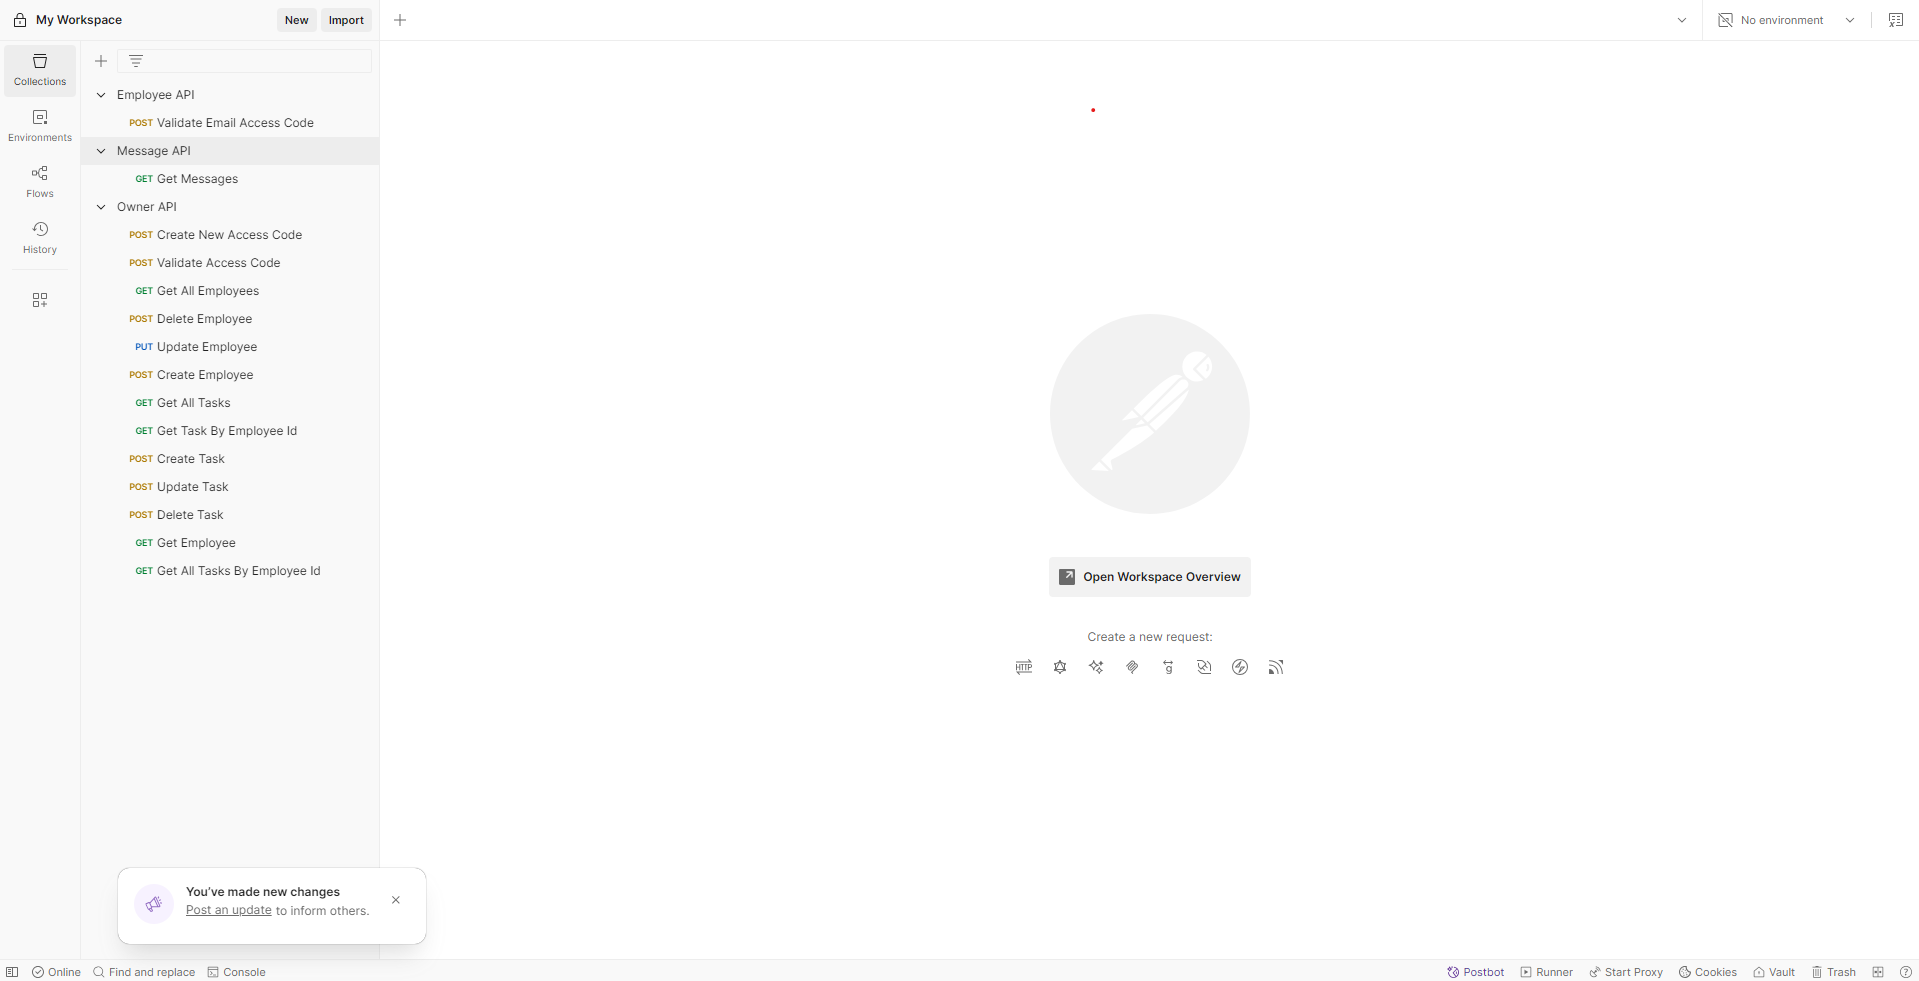 My Workspace
New
Import
No environment
Collections
Environments
Flows
History
Employee API
POST Validate Email Access Code
Message API
GET Get Messages
Owner API
POST Create New Access Code
POST Validate Access Code
GET Get All Employees
POST Delete Employee
PUT Update Employee
POST Create Employee
GET Get All Tasks
GET Get Task By Employee Id
POST Create Task
POST Update Task
POST Delete Task
GET Get Employee
GET Get All Tasks By Employee Id
Open Workspace Overview
Create a new request:
HTTP
g
You've made new changes
Post an update to inform others.
Online
Find and replace
Console
Postbot
Runner
Start Proxy
Cookies
Vault
Trash